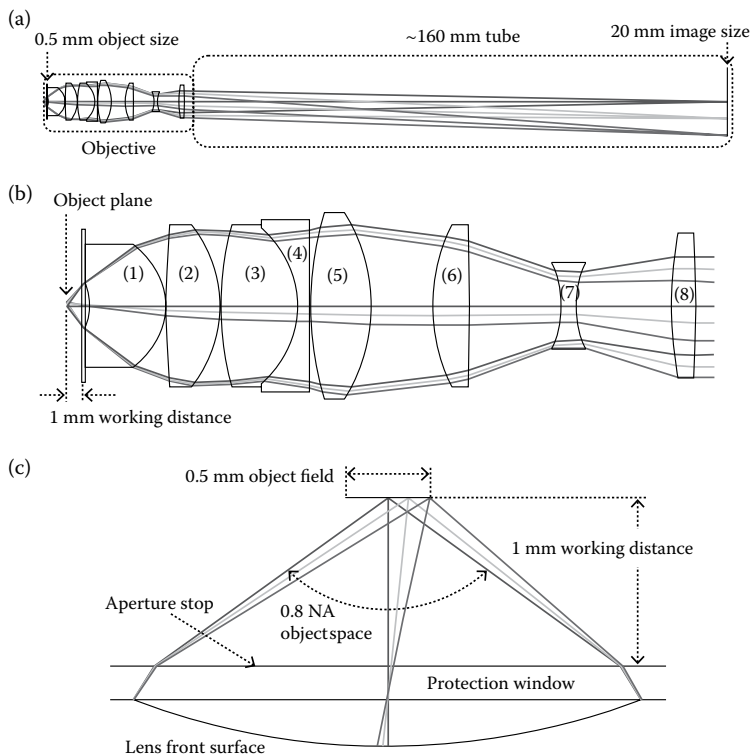 (a)
0.5 mm object size
~160 mm tube
20 mm image size
Objective
(b)
Object plane
(1)
(2)
(3)
(4)
(5)
(6)
(7)
(8)
1 mm working distance
(c)
0.5 mm object field
1 mm working distance
Aperture stop
0.8 NA
object space
Protection window
Lens front surface